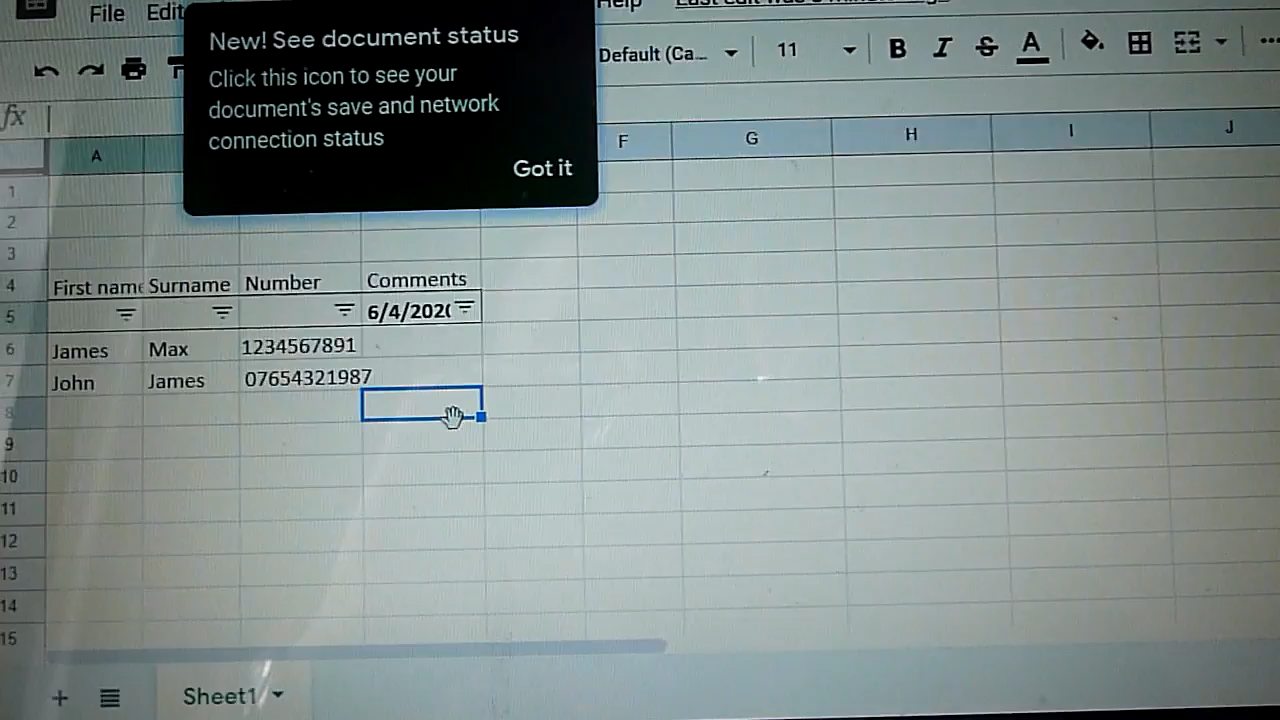 File Edit
New! See document status
Click this icon to see your
document's save and network
connection status
Got it
Default (Ca... 11 B I S A
fx
A F G H I J
1
2
3
4 First name Surname Number Comments
5 6/4/202(
6 James Max 1234567891
7 John James 07654321987
8
9
10
11
12
13
14
15
+ Sheet1